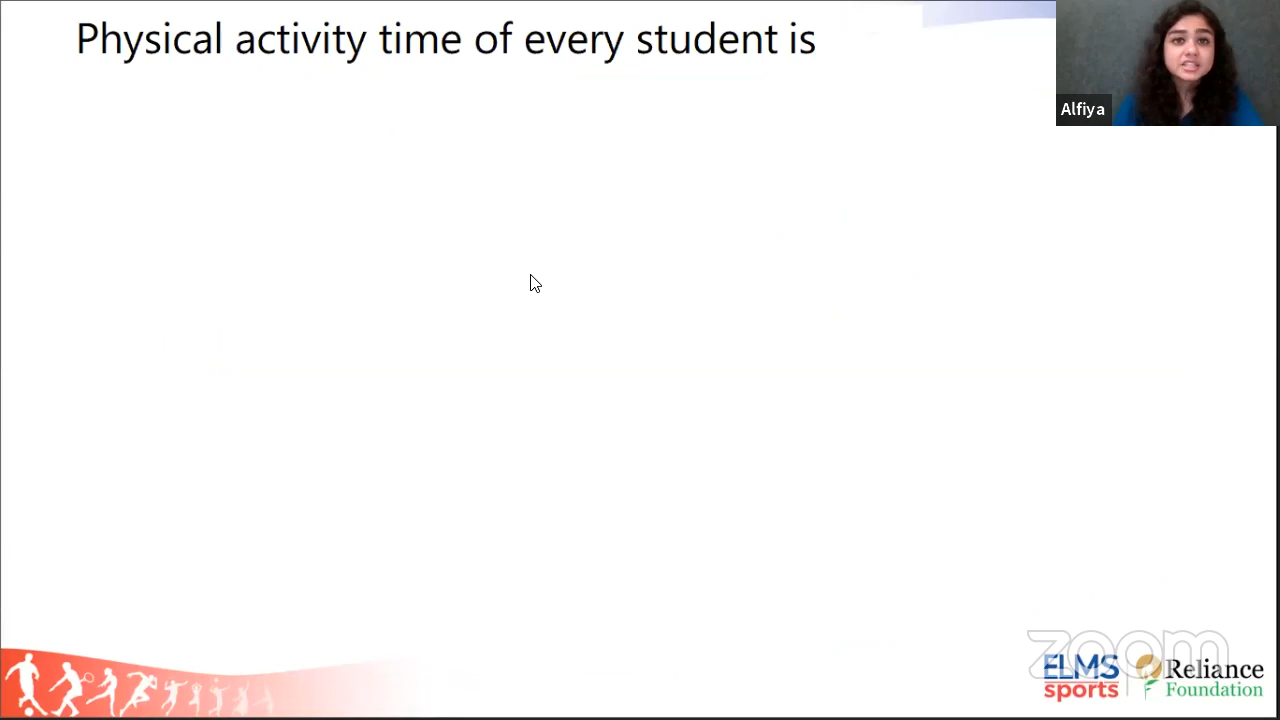 Physical activity time of every student is
Alfiya
zoom
ELMS
sports
Reliance
Foundation